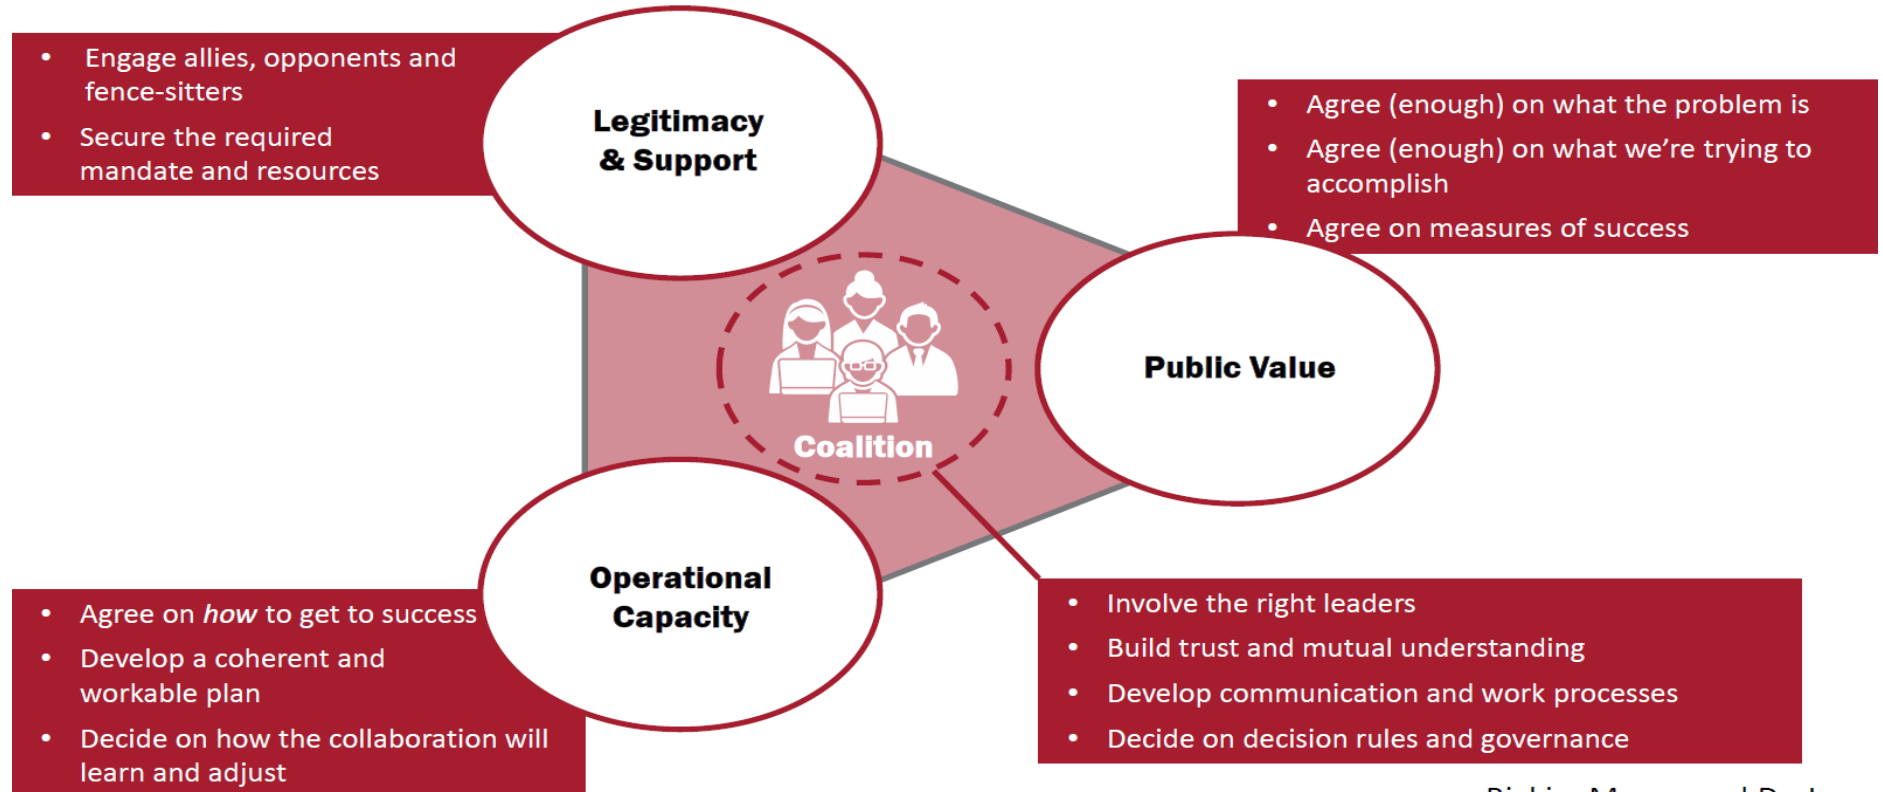 • Engage allies, opponents and
fence-sitters
• Secure the required
mandate and resources
Legitimacy
& Support
• Agree (enough) on what the problem is
• Agree (enough) on what we’re trying to
accomplish
• Agree on measures of success
Public Value
Coalition
Operational
Capacity
• Agree on how to get to success
• Develop a coherent and
workable plan
• Decide on how the collaboration will
learn and adjust
• Involve the right leaders
• Build trust and mutual understanding
• Develop communication and work processes
• Decide on decision rules and governance